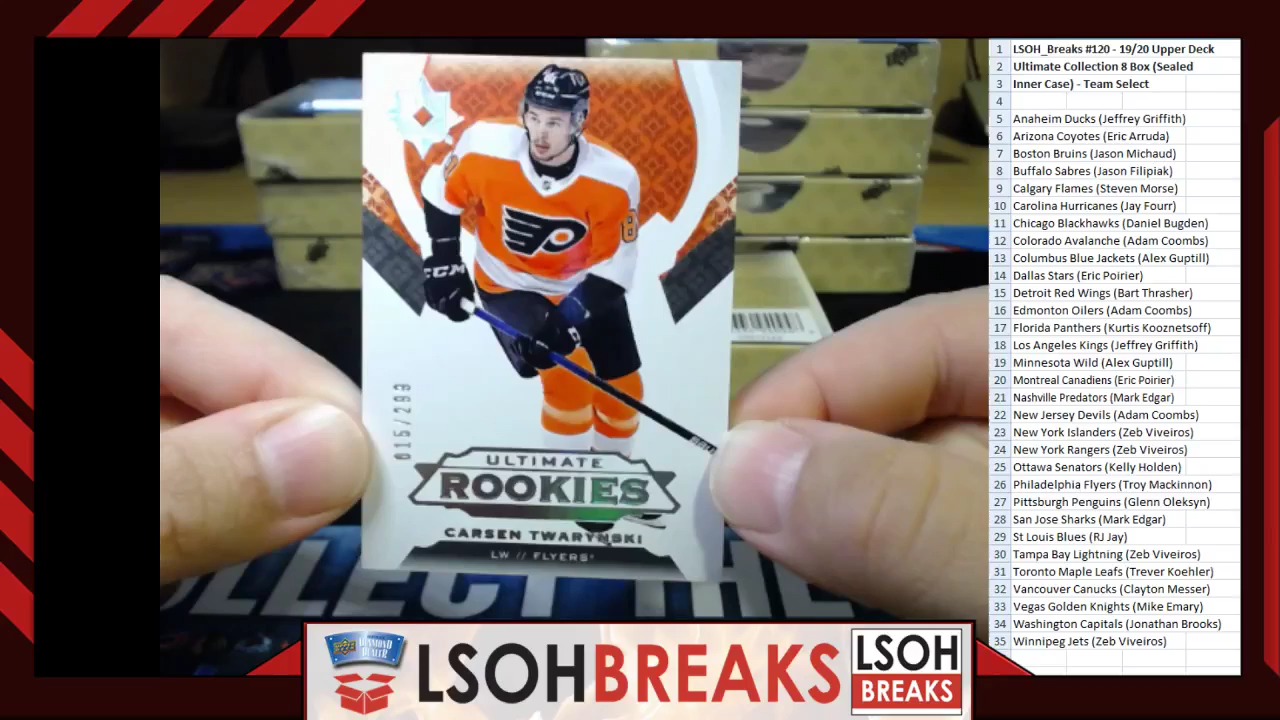 015/299
ULTIMATE
ROOKIES
CARSEN TWARYNSKI
LW // FLYERS
CCM
8
COLLECT THE
UPPER DECK
DIAMOND DEALER
LSOHBREAKS
LSOH
BREAKS
1 LSOH_Breaks #120 - 19/20 Upper Deck
2 Ultimate Collection 8 Box (Sealed
3 Inner Case) - Team Select
4
5 Anaheim Ducks (Jeffrey Griffith)
6 Arizona Coyotes (Eric Arruda)
7 Boston Bruins (Jason Michaud)
8 Buffalo Sabres (Jason Filipiak)
9 Calgary Flames (Steven Morse)
10 Carolina Hurricanes (Jay Fourr)
11 Chicago Blackhawks (Daniel Bugden)
12 Colorado Avalanche (Adam Coombs)
13 Columbus Blue Jackets (Alex Guptill)
14 Dallas Stars (Eric Poirier)
15 Detroit Red Wings (Bart Thrasher)
16 Edmonton Oilers (Adam Coombs)
17 Florida Panthers (Kurtis Kooznetsoff)
18 Los Angeles Kings (Jeffrey Griffith)
19 Minnesota Wild (Alex Guptill)
20 Montreal Canadiens (Eric Poirier)
21 Nashville Predators (Mark Edgar)
22 New Jersey Devils (Adam Coombs)
23 New York Islanders (Zeb Viveiros)
24 New York Rangers (Zeb Viveiros)
25 Ottawa Senators (Kelly Holden)
26 Philadelphia Flyers (Troy Mackinnon)
27 Pittsburgh Penguins (Glenn Oleksyn)
28 San Jose Sharks (Mark Edgar)
29 St Louis Blues (RJ Jay)
30 Tampa Bay Lightning (Zeb Viveiros)
31 Toronto Maple Leafs (Trevor Koehler)
32 Vancouver Canucks (Clayton Messer)
33 Vegas Golden Knights (Mike Emary)
34 Washington Capitals (Jonathan Brooks)
35 Winnipeg Jets (Zeb Viveiros)